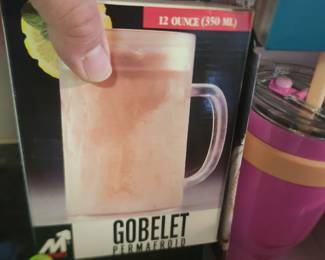 12 OUNCE (350 ML)
GOBELET
PERMAFROID
M